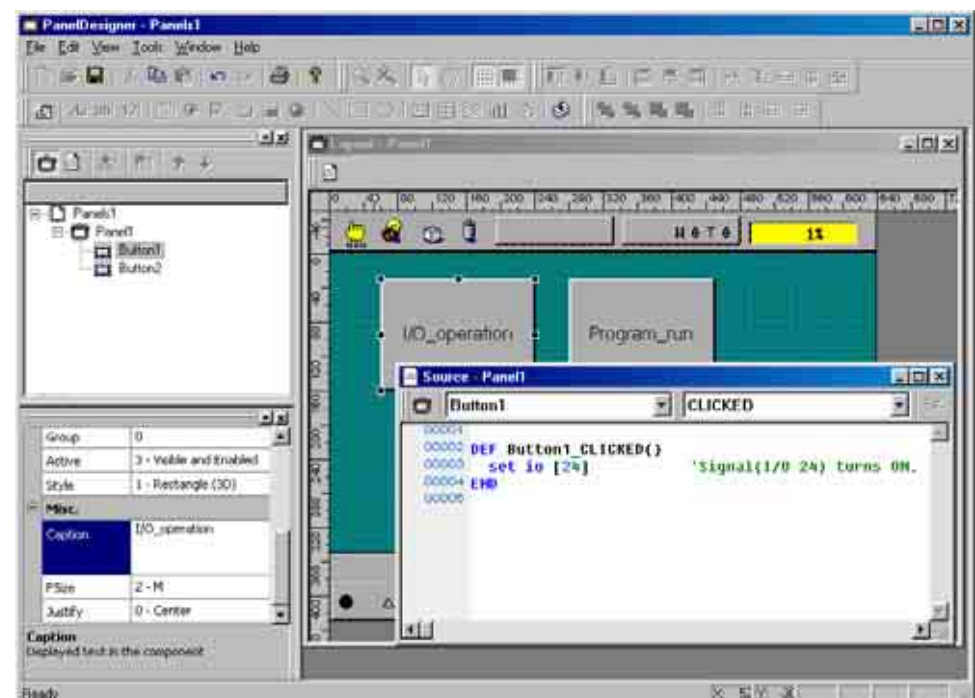 PanelDesigner - Panels1
File Edit View Tools Window Help
Panels1
Panel1
Button1
Button2
Group 0
Active 3 - Visible and Enabled
Style 1 - Rectangle (3D)
Misc.
Caption I/O_operation
FSize 2 - M
Justify 0 - Center
Caption
Displayed text in the component
Ready
1%
I/O_operation
Program_run
Source - Panel1
Button1
CLICKED
00001
00002 DEF Button1_CLICKED()
00003 set io [24] 'Signal(I/O 24) turns ON.
00004 END
00005